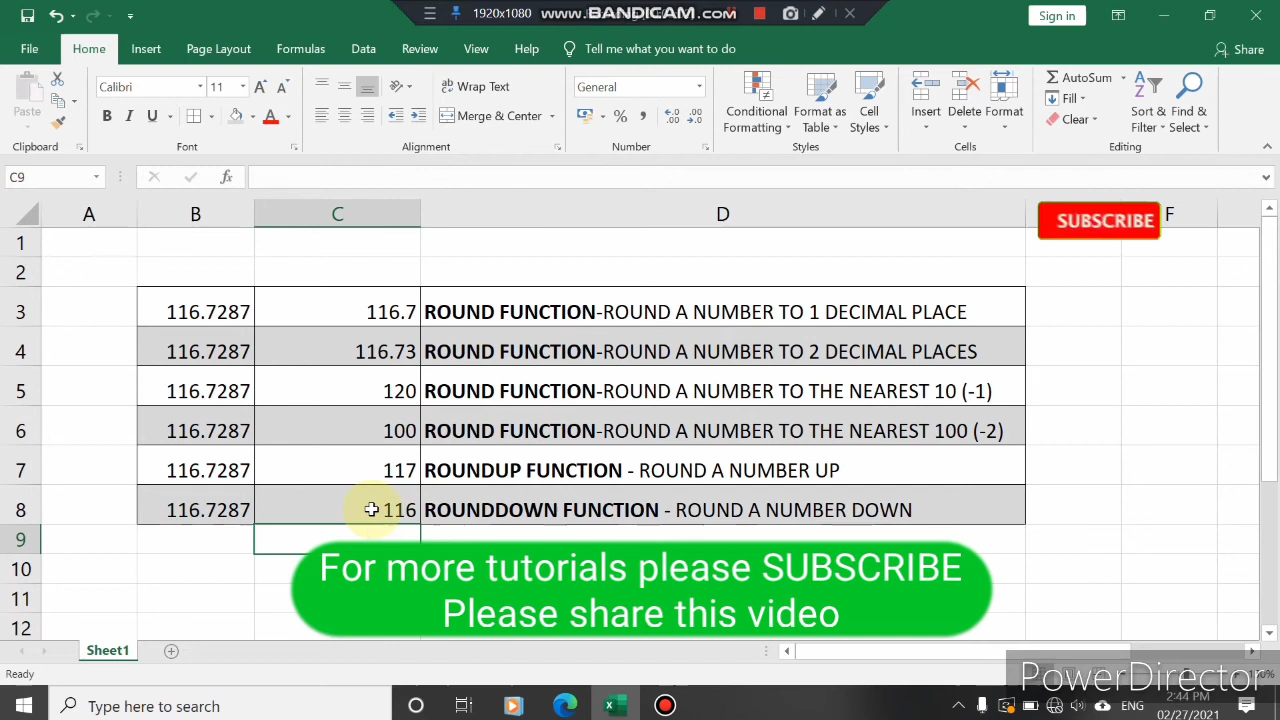 1920x1080
WWW.BANDICAM.COM
Sign in
File Home Insert Page Layout Formulas Data Review View Help Tell me what you want to do Share
Paste
Calibri 11
B I U A
Wrap Text
Merge & Center
General
Conditional Formatting
Format as Table
Cell Styles
Insert Delete Format
AutoSum
Fill
Clear
Sort & Filter
Find & Select
Clipboard Font Alignment Number Styles Cells Editing
C9 fx
A B C D F
SUBSCRIBE
1
2
3 116.7287 116.7 ROUND FUNCTION-ROUND A NUMBER TO 1 DECIMAL PLACE
4 116.7287 116.73 ROUND FUNCTION-ROUND A NUMBER TO 2 DECIMAL PLACES
5 116.7287 120 ROUND FUNCTION-ROUND A NUMBER TO THE NEAREST 10 (-1)
6 116.7287 100 ROUND FUNCTION-ROUND A NUMBER TO THE NEAREST 100 (-2)
7 116.7287 117 ROUNDUP FUNCTION - ROUND A NUMBER UP
8 116.7287 116 ROUNDDOWN FUNCTION - ROUND A NUMBER DOWN
9
10
11
12
For more tutorials please SUBSCRIBE
Please share this video
Sheet1
Ready
PowerDirector
Type here to search
ENG
2:44 PM
02/27/2021